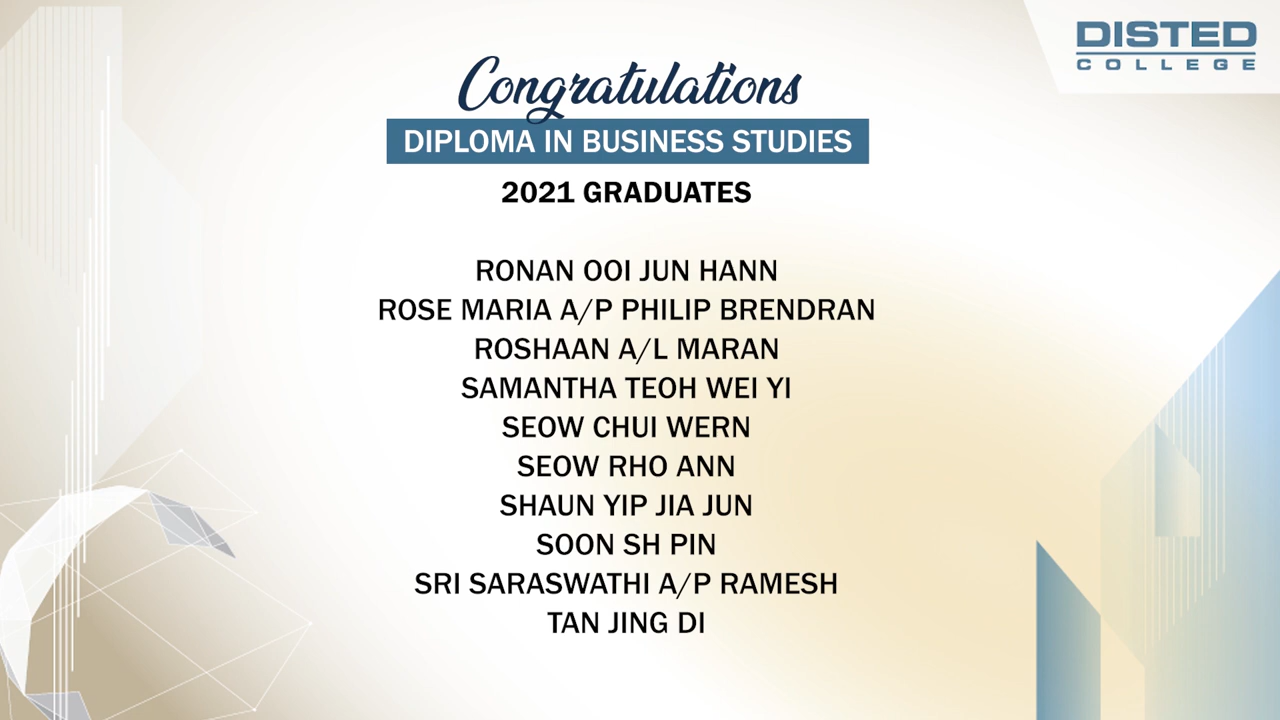 DISTED
COLLEGE
Congratulations
DIPLOMA IN BUSINESS STUDIES
2021 GRADUATES
RONAN OOI JUN HANN
ROSE MARIA A/P PHILIP BRENDRAN
ROSHAAN A/L MARAN
SAMANTHA TEOH WEI YI
SEOW CHUI WERN
SEOW RHO ANN
SHAUN YIP JIA JUN
SOON SH PIN
SRI SARASWATHI A/P RAMESH
TAN JING DI